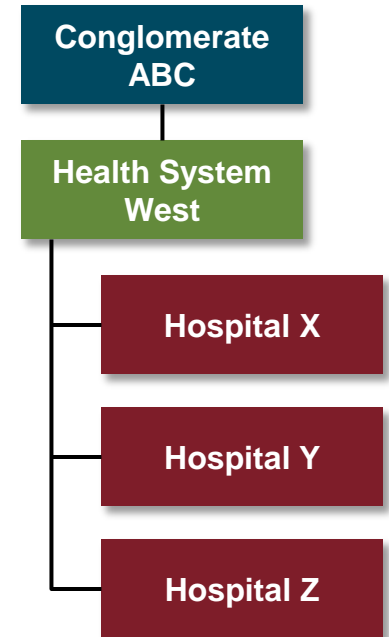 Conglomerate
ABC
Health System
West
Hospital X
Hospital Y
Hospital Z